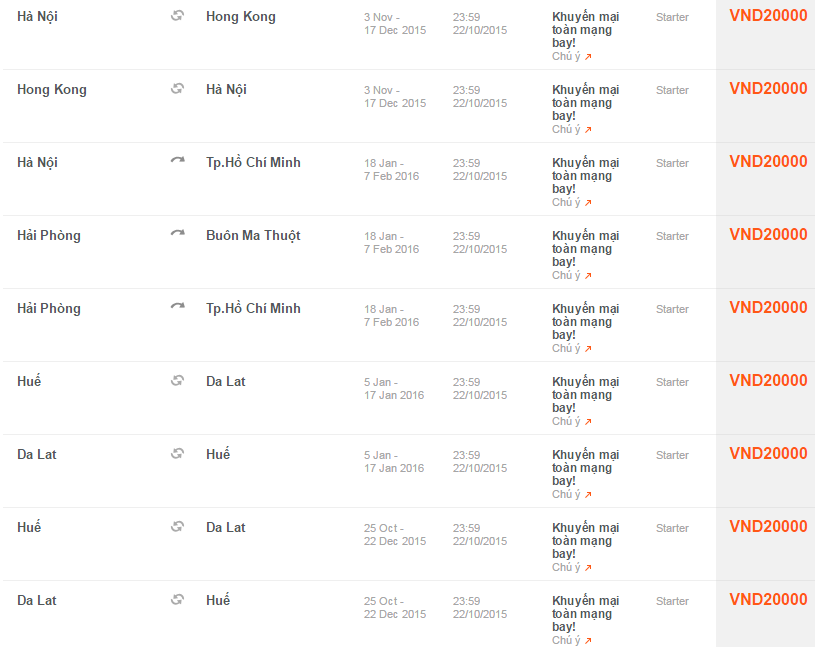 Hà Nội Hong Kong 3 Nov - 23:59 Khuyến mại Starter VND20000
17 Dec 2015 22/10/2015 toàn mạng
bay!
Chú ý
Hong Kong Hà Nội 3 Nov - 23:59 Khuyến mại Starter VND20000
17 Dec 2015 22/10/2015 toàn mạng
bay!
Chú ý
Hà Nội Tp.Hồ Chí Minh 18 Jan - 23:59 Khuyến mại Starter VND20000
7 Feb 2016 22/10/2015 toàn mạng
bay!
Chú ý
Hải Phòng Buôn Ma Thuột 18 Jan - 23:59 Khuyến mại Starter VND20000
7 Feb 2016 22/10/2015 toàn mạng
bay!
Chú ý
Hải Phòng Tp.Hồ Chí Minh 18 Jan - 23:59 Khuyến mại Starter VND20000
7 Feb 2016 22/10/2015 toàn mạng
bay!
Chú ý
Huế Da Lat 5 Jan - 23:59 Khuyến mại Starter VND20000
17 Jan 2016 22/10/2015 toàn mạng
bay!
Chú ý
Da Lat Huế 5 Jan - 23:59 Khuyến mại Starter VND20000
17 Jan 2016 22/10/2015 toàn mạng
bay!
Chú ý
Huế Da Lat 25 Oct - 23:59 Khuyến mại Starter VND20000
22 Dec 2015 22/10/2015 toàn mạng
bay!
Chú ý
Da Lat Huế 25 Oct - 23:59 Khuyến mại Starter VND20000
22 Dec 2015 22/10/2015 toàn mạng
bay!
Chú ý